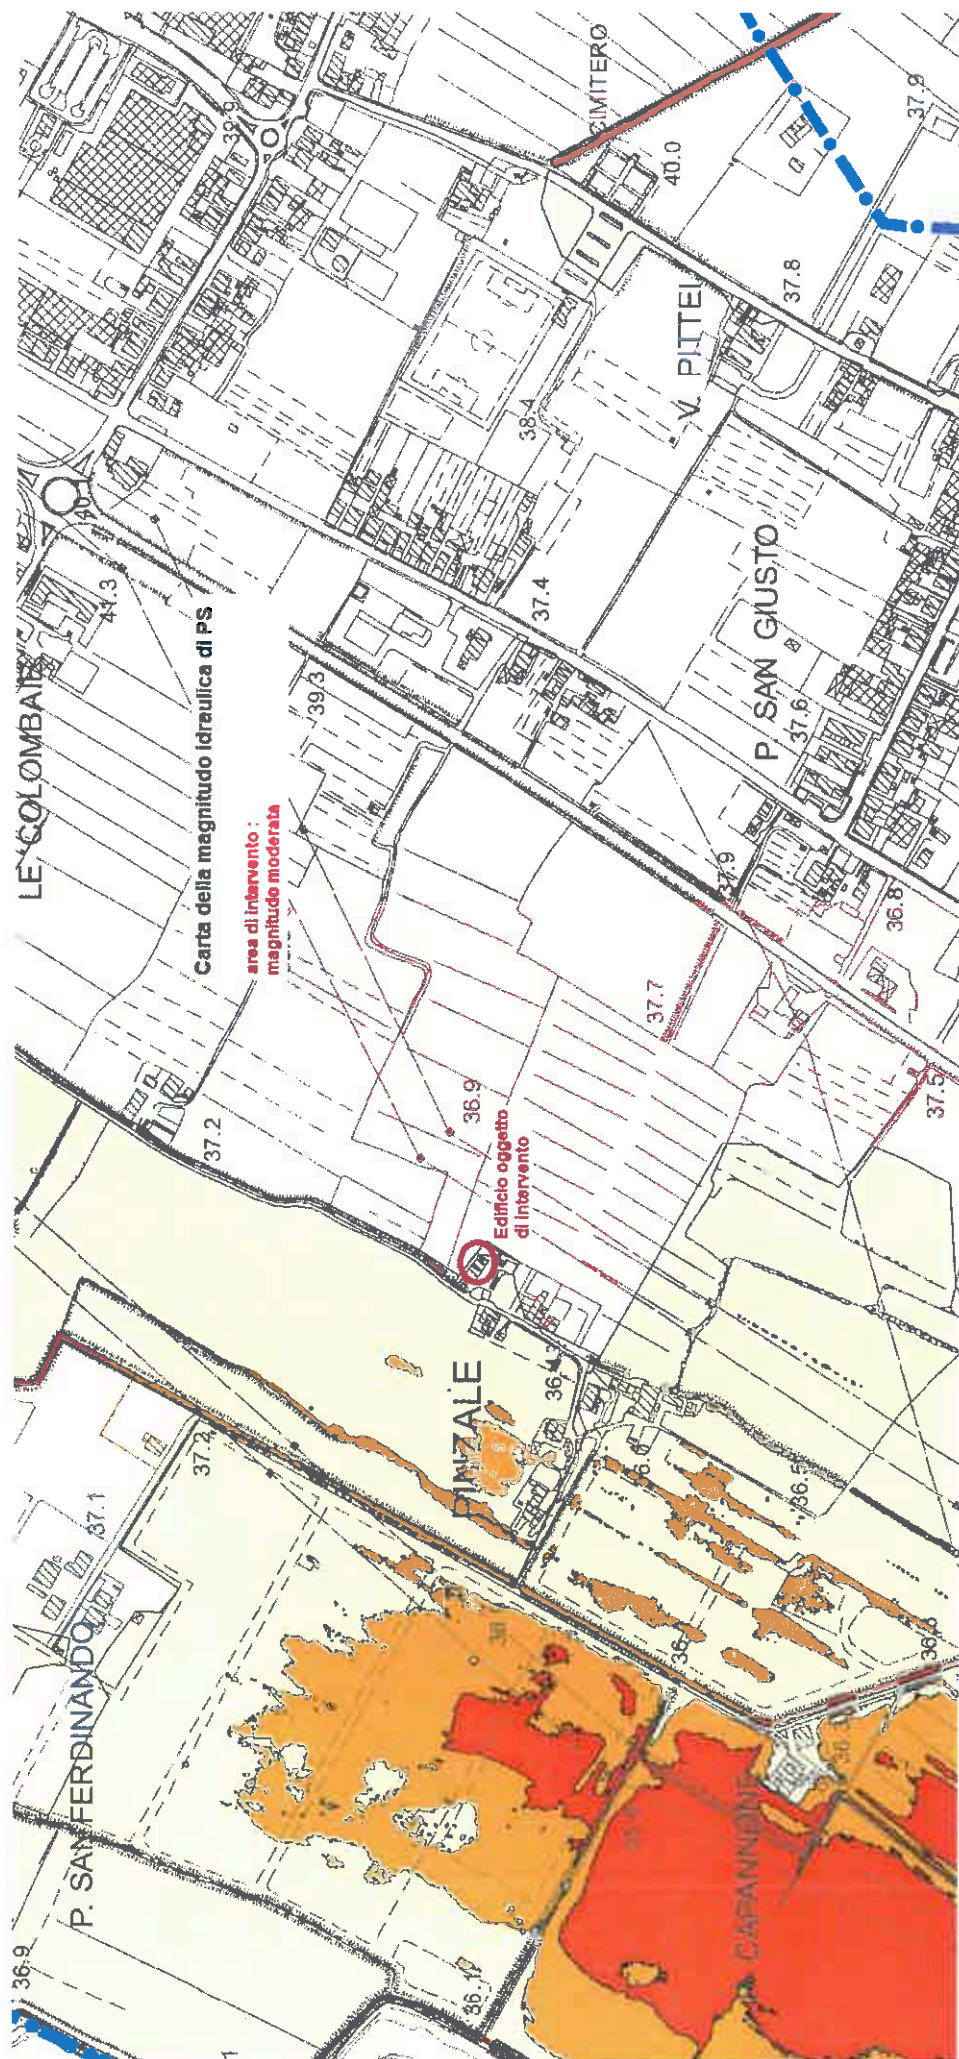 LE COLOMBAIE
41.3
39.9
Carta della magnitudo idraulica di PS
area di intervento :
magnitudo moderata
39.3
37.4
38.4
CIMITERO
40.0
37.9
V. PITTEI
37.8
P. SAN GIUSTO
37.6
37.9
36.8
37.7
37.5
37.2
36.9
Edificio oggetto
di intervento
37.2
37.1
P. SAN FERDINANDO
36.9
36.1
36.5
CAPANNONE